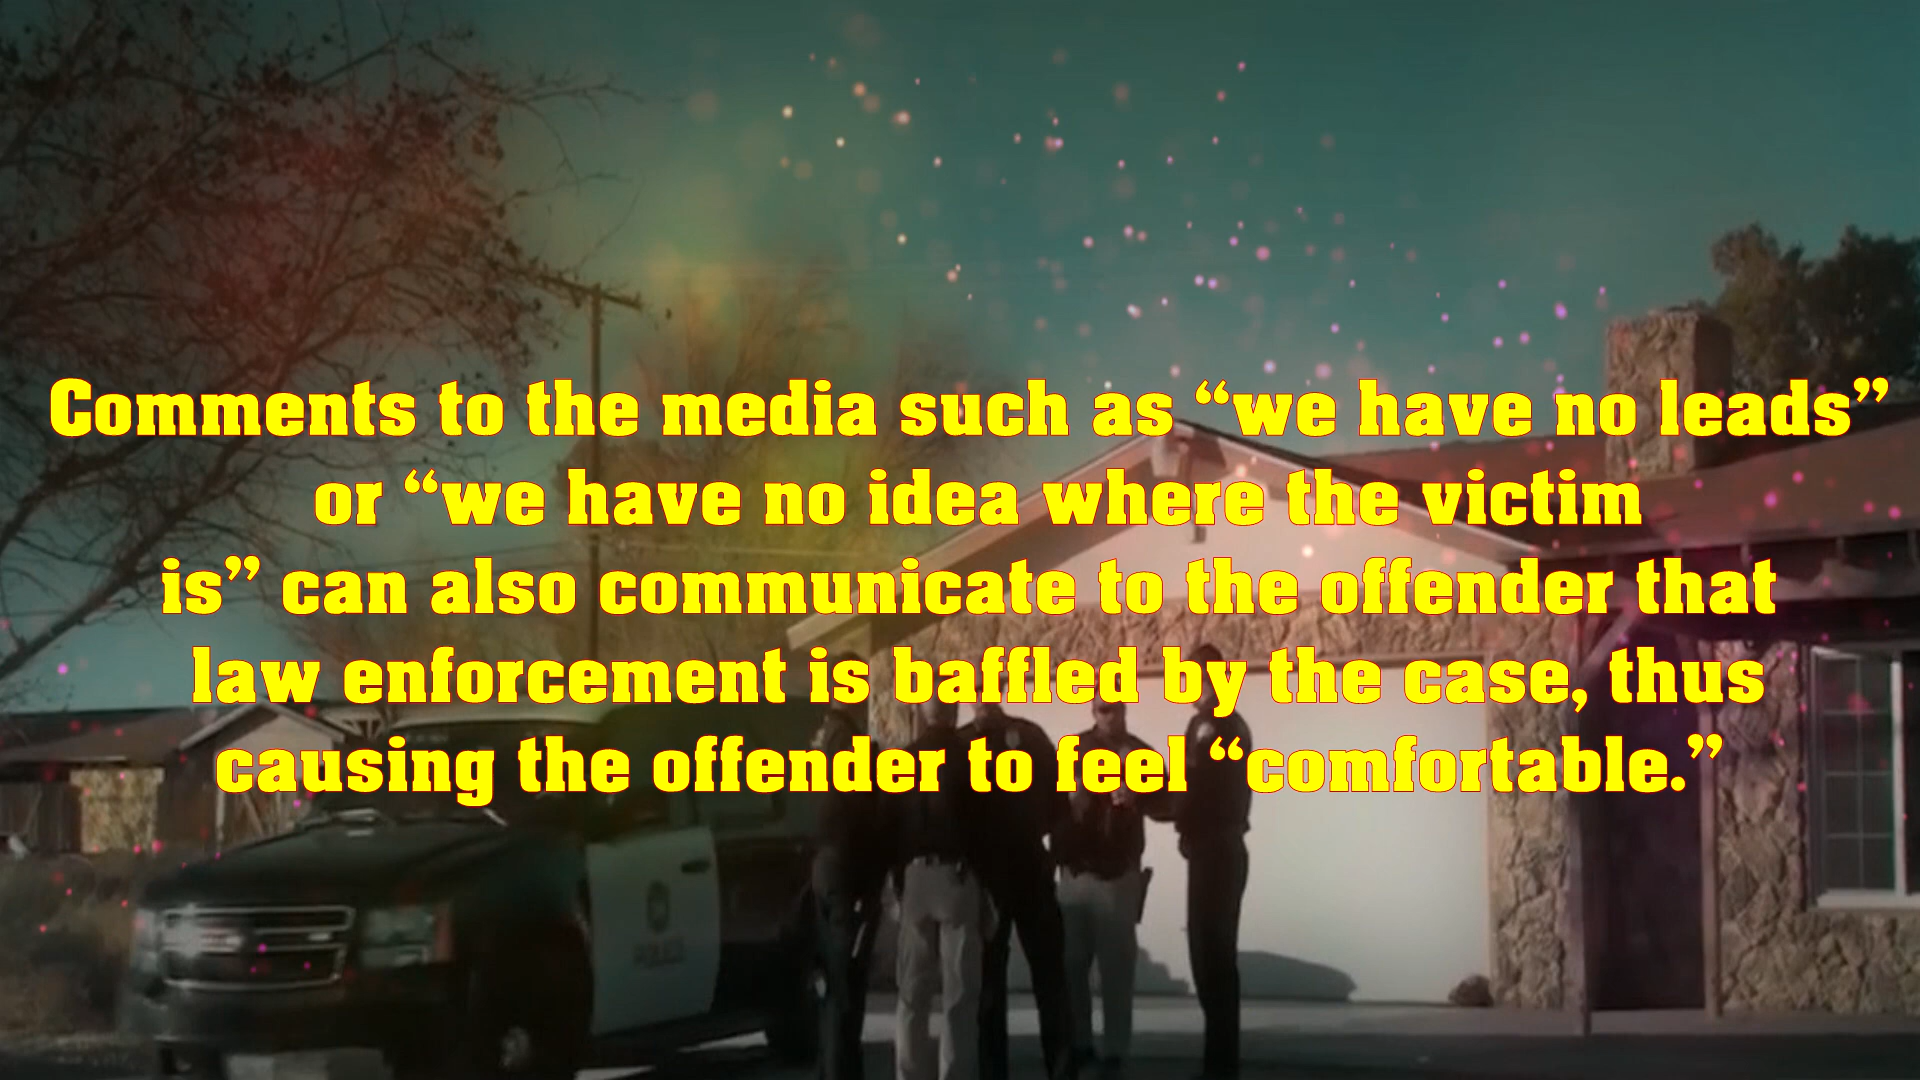 Comments to the media such as “we have no leads”
or “we have no idea where the victim
is” can also communicate to the offender that
law enforcement is baffled by the case, thus
causing the offender to feel “comfortable.”